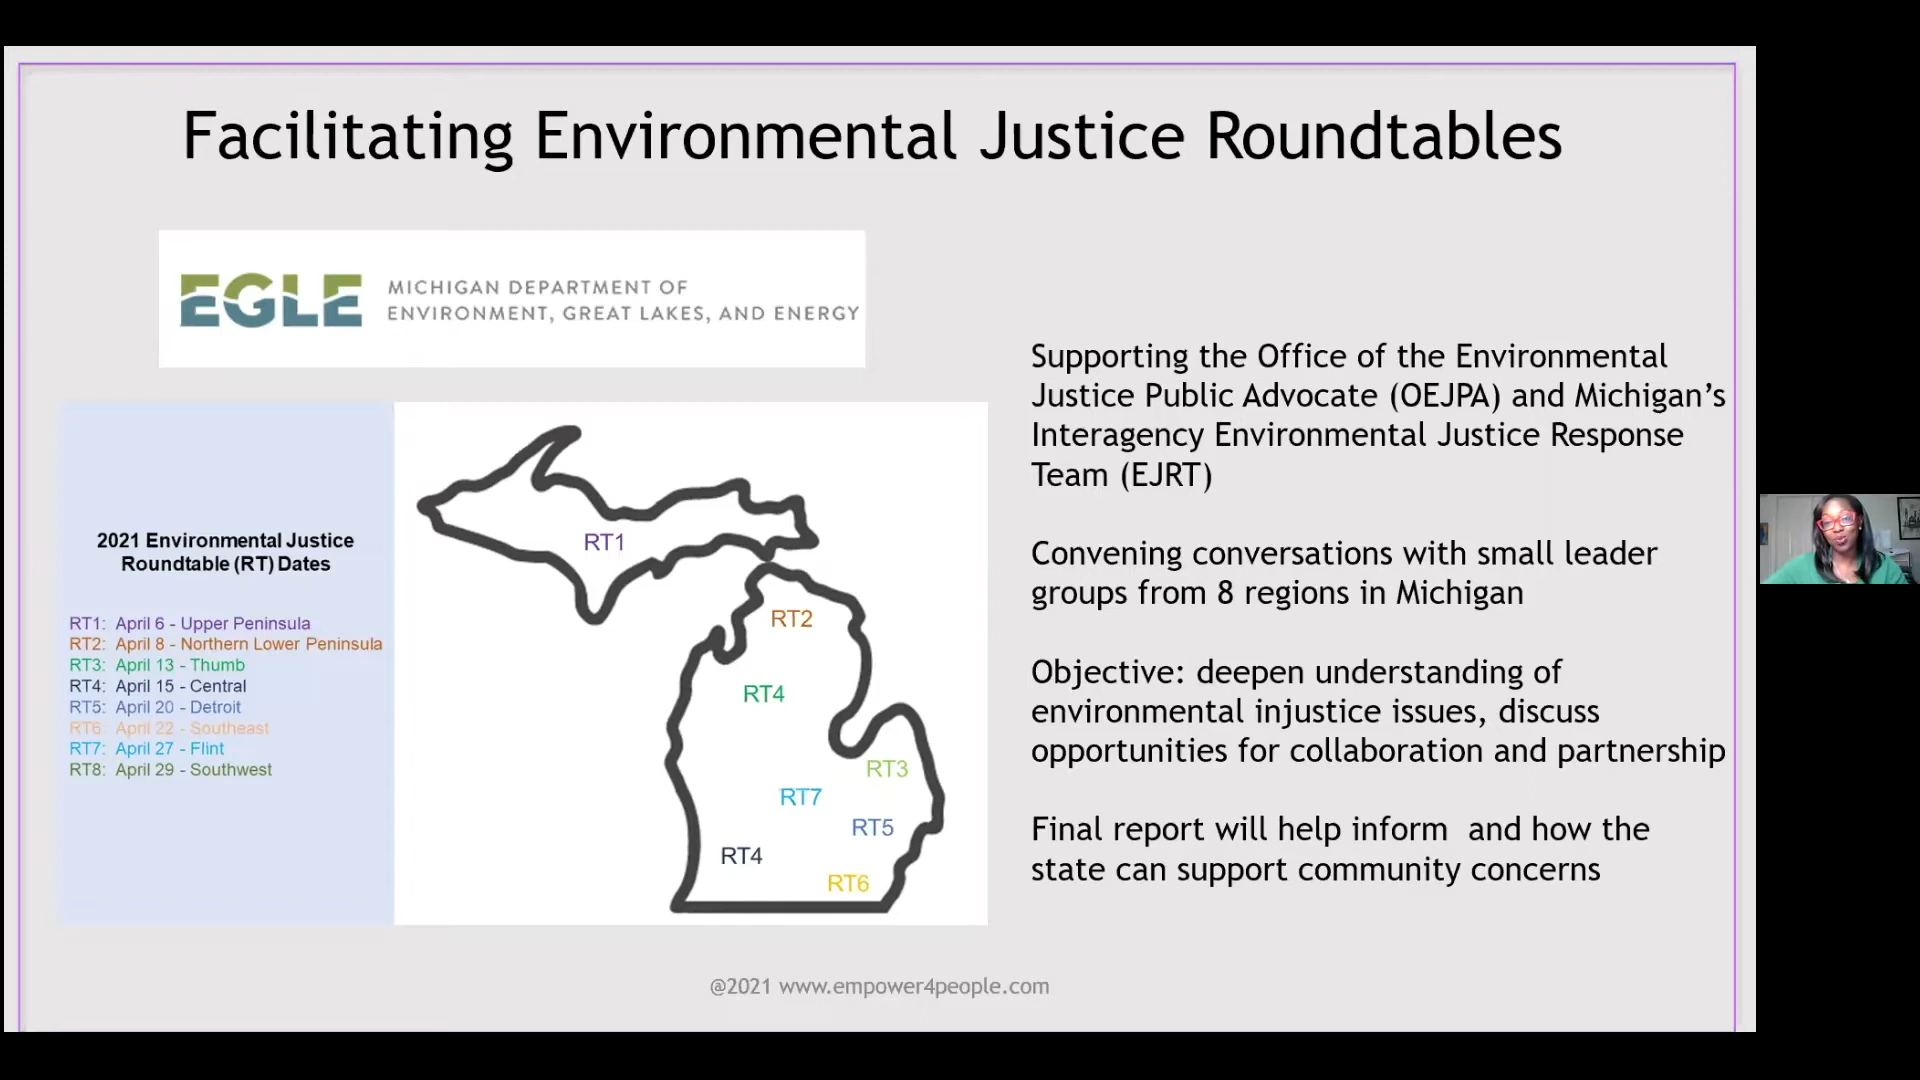 Facilitating Environmental Justice Roundtables
EGLE
MICHIGAN DEPARTMENT OF
ENVIRONMENT, GREAT LAKES, AND ENERGY
2021 Environmental Justice
Roundtable (RT) Dates
RT1: April 6 - Upper Peninsula
RT2: April 8 - Northern Lower Peninsula
RT3: April 13 - Thumb
RT4: April 15 - Central
RT5: April 20 - Detroit
RT6: April 22 - Southeast
RT7: April 27 - Flint
RT8: April 29 - Southwest
RT1
RT2
RT4
RT3
RT7
RT5
RT4
RT6
Supporting the Office of the Environmental
Justice Public Advocate (OEJPA) and Michigan’s
Interagency Environmental Justice Response
Team (EJRT)
Convening conversations with small leader
groups from 8 regions in Michigan
Objective: deepen understanding of
environmental injustice issues, discuss
opportunities for collaboration and partnership
Final report will help inform  and how the
state can support community concerns
@2021 www.empower4people.com